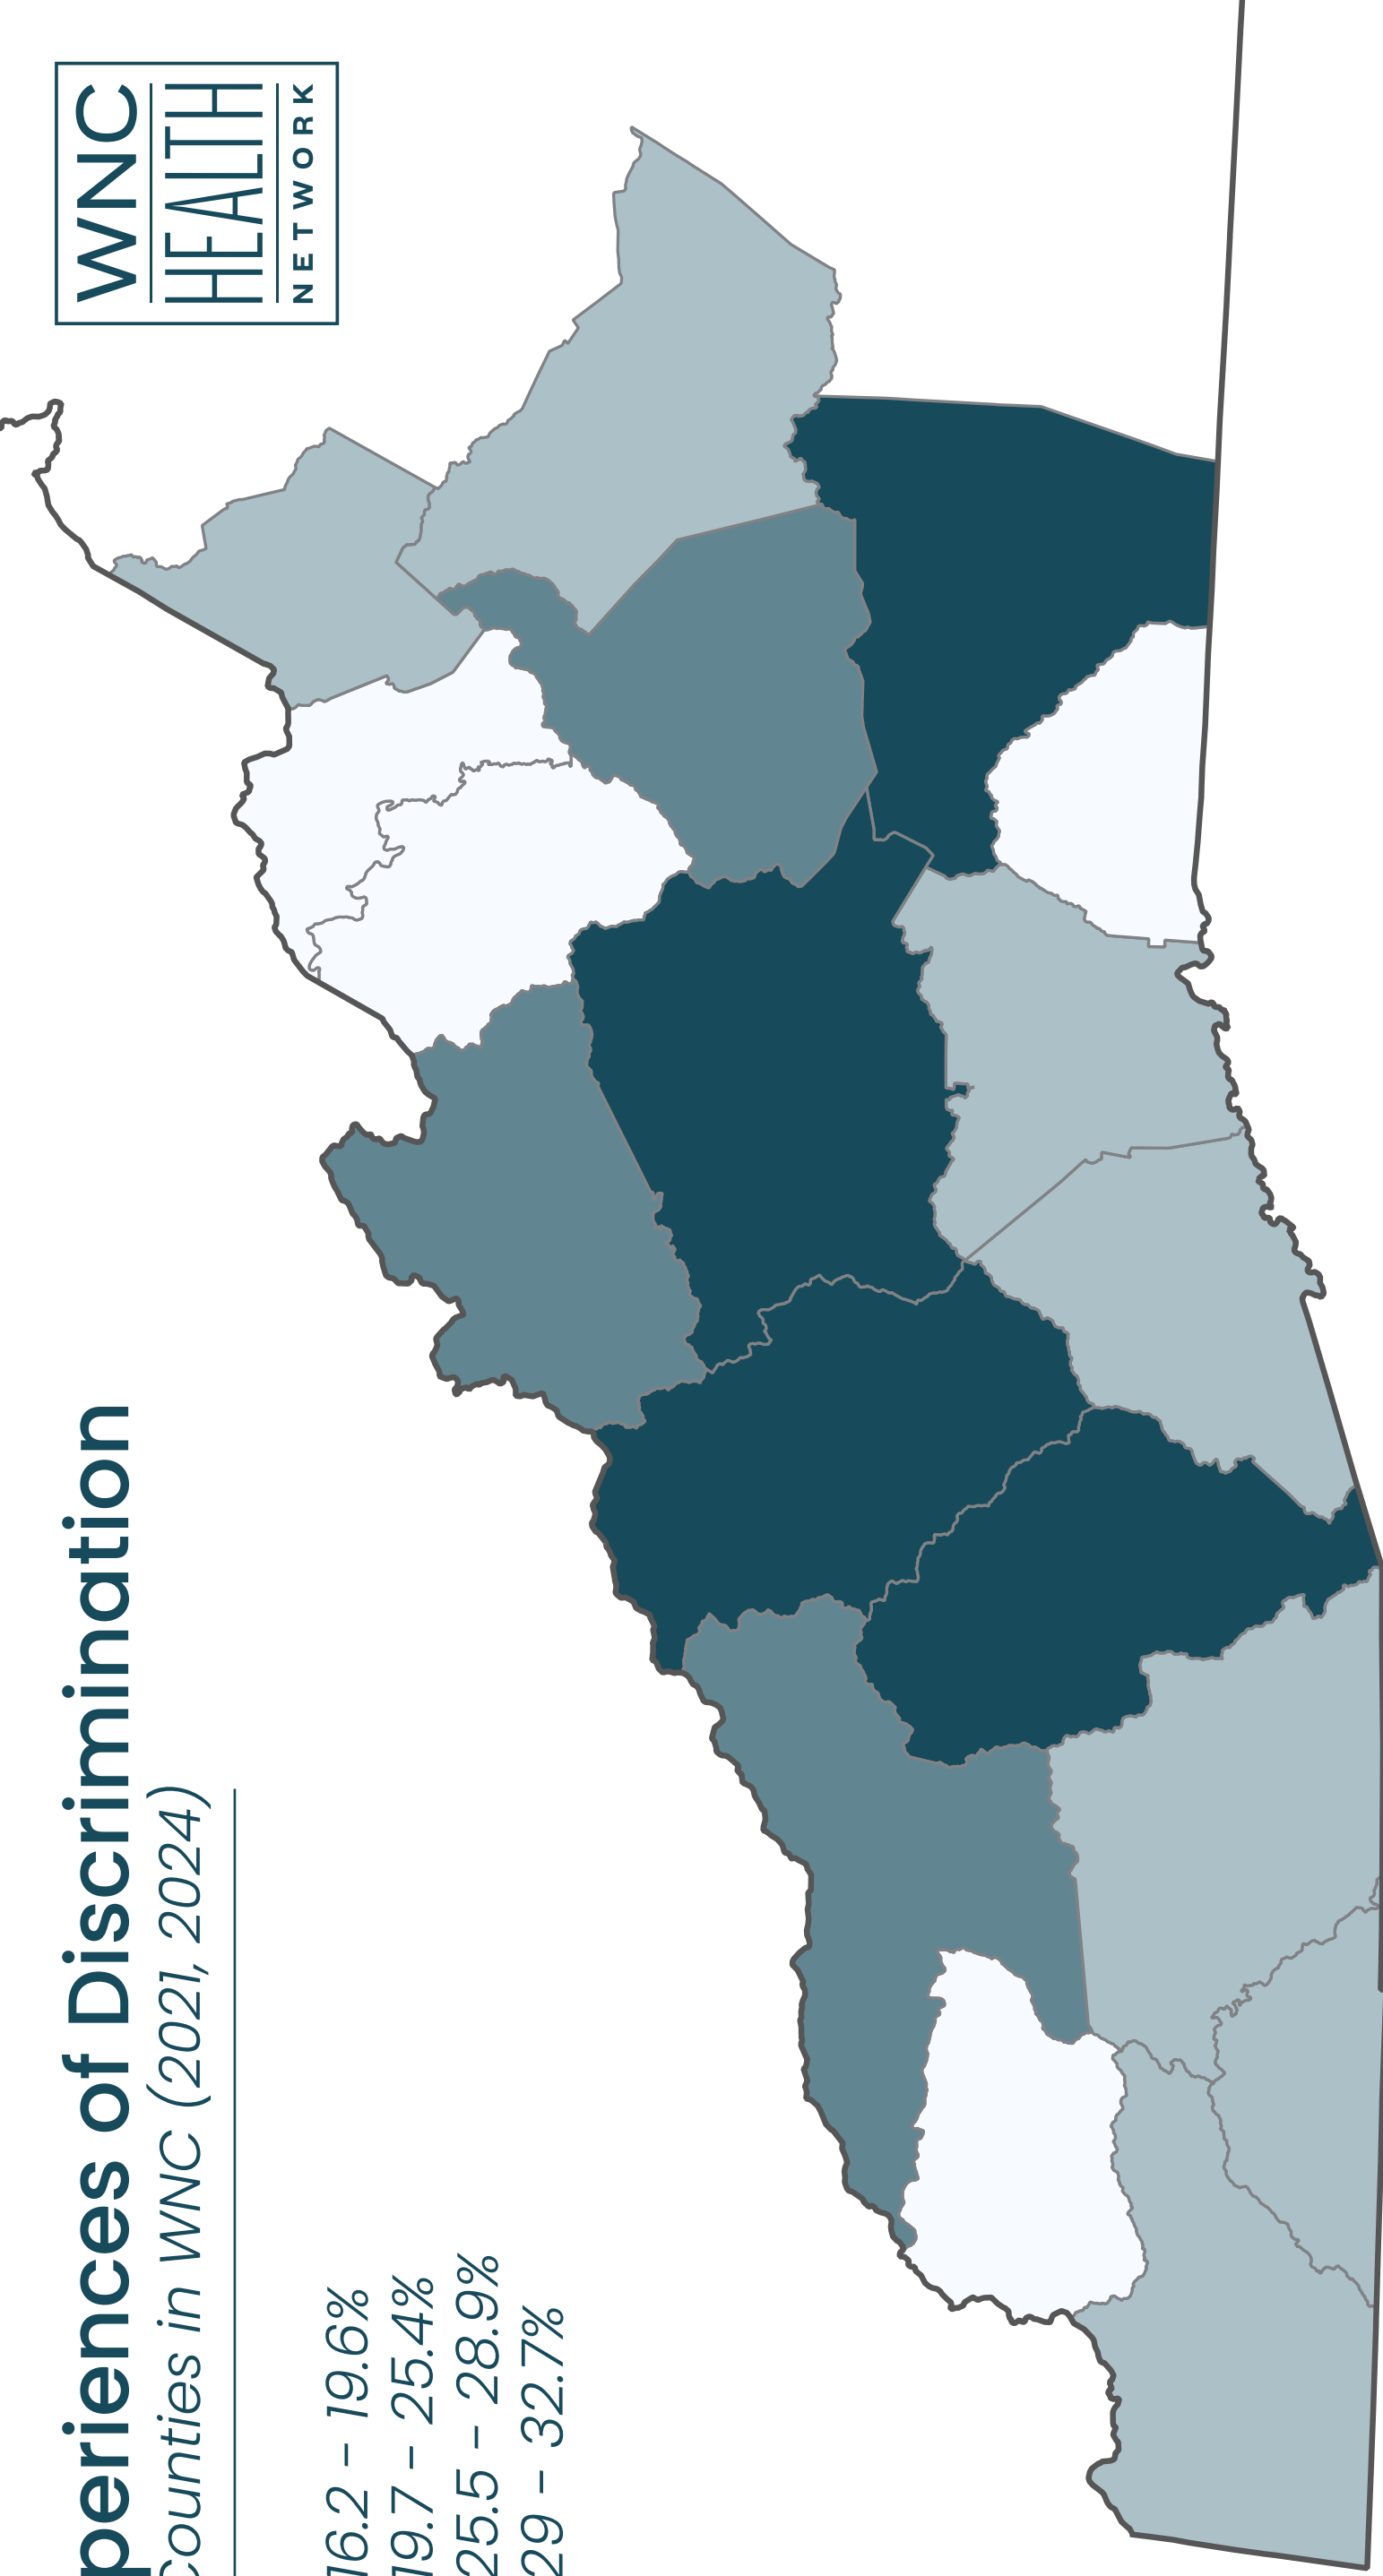 periences of Discrimination
counties in WNC (2021, 2024)
16.2 - 19.6%
19.7 - 25.4%
25.5 - 28.9%
29 - 32.7%
WNC
HEALTH
NETWORK